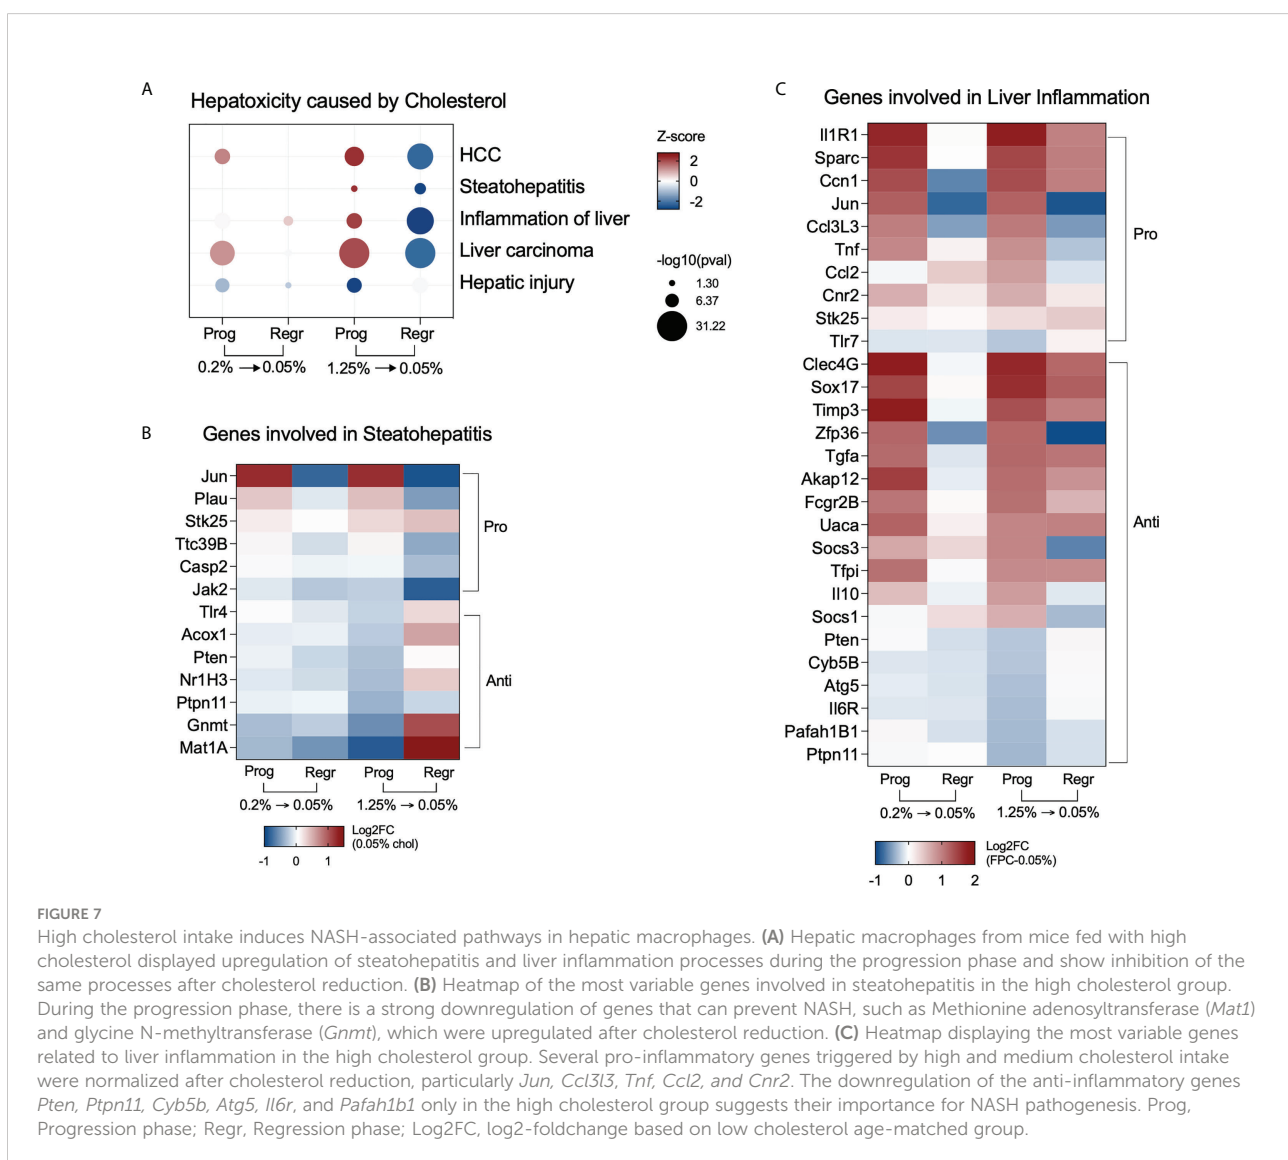 A
Hepatoxicity caused by Cholesterol
HCC
Steatohepatitis
Inflammation of liver
Liver carcinoma
Hepatic injury
Prog
Regr
Prog
Regr
0.2% → 0.05%
1.25% → 0.05%
Z-score
2
0
-2
-log10(pval)
1.30
6.37
31.22
B
Genes involved in Steatohepatitis
Jun
Plau
Stk25
Ttc39B
Casp2
Jak2
Tlr4
Acox1
Pten
Nr1H3
Ptpn11
Gnmt
Mat1A
Pro
Anti
Prog
Regr
Prog
Regr
0.2% → 0.05%
1.25% → 0.05%
Log2FC
(0.05% chol)
-1 0 1
C
Genes involved in Liver Inflammation
Il1R1
Sparc
Ccn1
Jun
Ccl3L3
Tnf
Ccl2
Cnr2
Stk25
Tlr7
Clec4G
Sox17
Timp3
Zfp36
Tgfa
Akap12
Fcgr2B
Uaca
Socs3
Tfpi
Il10
Socs1
Pten
Cyb5B
Atg5
Il6R
Pafah1B1
Ptpn11
Pro
Anti
Prog
Regr
Prog
Regr
0.2% → 0.05%
1.25% → 0.05%
Log2FC
(FPC-0.05%)
-1 0 1 2
FIGURE 7
High cholesterol intake induces NASH-associated pathways in hepatic macrophages. (A) Hepatic macrophages from mice fed with high
cholesterol displayed upregulation of steatohepatitis and liver inflammation processes during the progression phase and show inhibition of the
same processes after cholesterol reduction. (B) Heatmap of the most variable genes involved in steatohepatitis in the high cholesterol group.
During the progression phase, there is a strong downregulation of genes that can prevent NASH, such as Methionine adenosyltransferase (Mat1)
and glycine N-methyltransferase (Gnmt), which were upregulated after cholesterol reduction. (C) Heatmap displaying the most variable genes
related to liver inflammation in the high cholesterol group. Several pro-inflammatory genes triggered by high and medium cholesterol intake
were normalized after cholesterol reduction, particularly Jun, Ccl3l3, Tnf, Ccl2, and Cnr2. The downregulation of the anti-inflammatory genes
Pten, Ptpn11, Cyb5b, Atg5, Il6r, and Pafah1b1 only in the high cholesterol group suggests their importance for NASH pathogenesis. Prog,
Progression phase; Regr, Regression phase; Log2FC, log2-foldchange based on low cholesterol age-matched group.